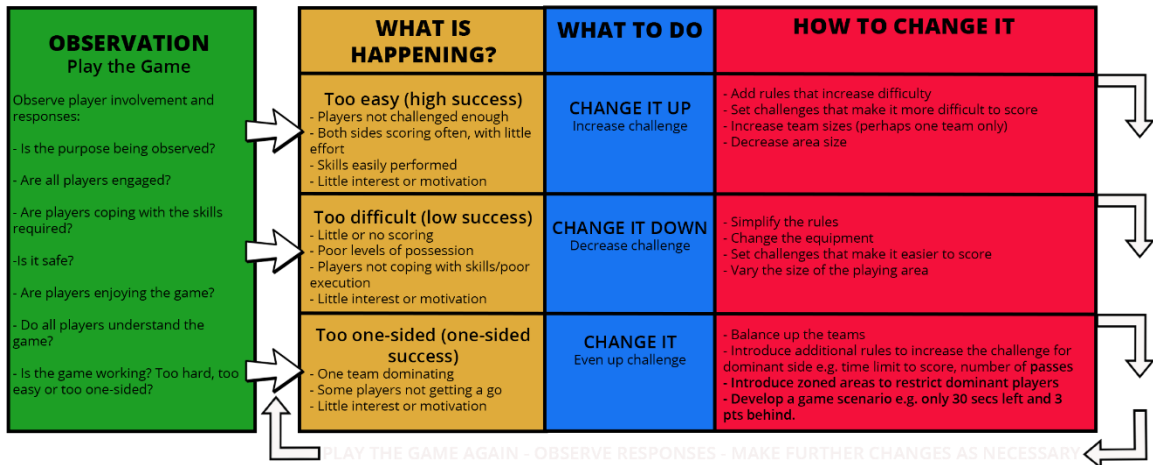 OBSERVATION
Play the Game
Observe player involvement and
responses:
- Is the purpose being observed?
- Are all players engaged?
- Are players coping with the skills
required?
-Is it safe?
- Are players enjoying the game?
- Do all players understand the
game?
- Is the game working? Too hard, too
easy or too one-sided?
WHAT IS
HAPPENING?
WHAT TO DO
HOW TO CHANGE IT
Too easy (high success)
- Players not challenged enough
- Both sides scoring often, with little
effort
- Skills easily performed
- Little interest or motivation
CHANGE IT UP
Increase challenge
- Add rules that increase difficulty
- Set challenges that make it more difficult to score
- Increase team sizes (perhaps one team only)
- Decrease area size
Too difficult (low success)
- Little or no scoring
- Poor levels of possession
- Players not coping with skills/poor
execution
- Little interest or motivation
CHANGE IT DOWN
Decrease challenge
- Simplify the rules
- Change the equipment
- Set challenges that make it easier to score
- Vary the size of the playing area
Too one-sided (one-sided
success)
- One team dominating
- Some players not getting a go
- Little interest or motivation
CHANGE IT
Even up challenge
- Balance up the teams
- Introduce additional rules to increase the challenge for
dominant side e.g. time limit to score, number of passes
- Introduce zoned areas to restrict dominant players
- Develop a game scenario e.g. only 30 secs left and 3
pts behind.
PLAY THE GAME AGAIN - OBSERVE RESPONSES - MAKE FURTHER CHANGES AS NECESSARY